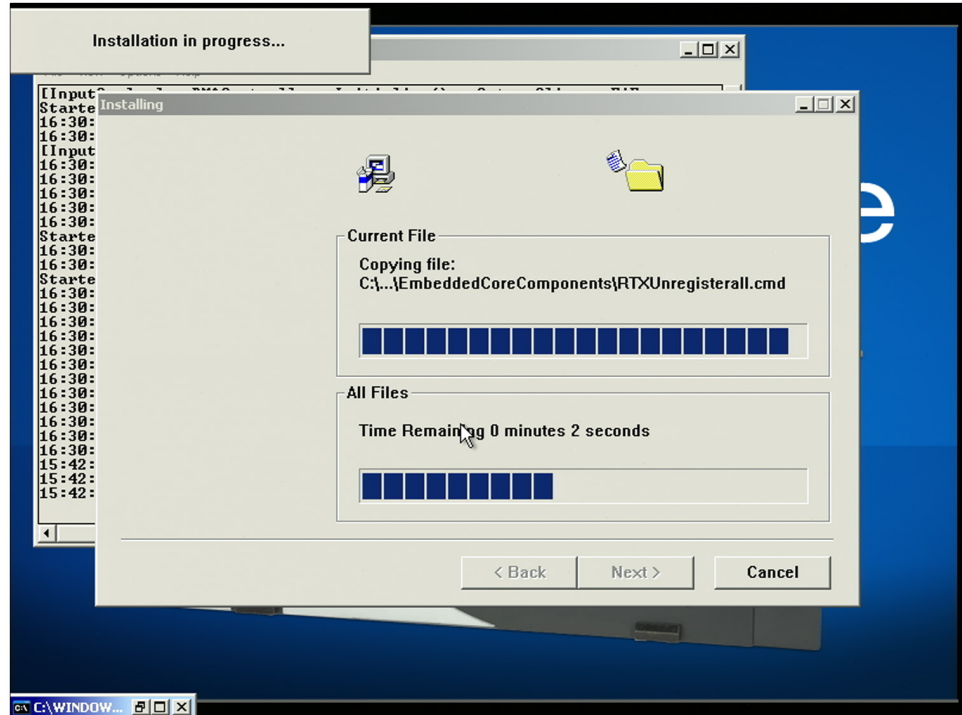 Installation in progress...
[Input
Starte
16:30:
16:30:
[Input
16:30:
16:30:
16:30:
16:30:
16:30:
Starte
16:30:
16:30:
Starte
16:30:
16:30:
16:30:
16:30:
16:30:
16:30:
16:30:
16:30:
16:30:
16:30:
16:30:
16:30:
15:42:
15:42:
15:42:
Installing
Current File
Copying file:
C:\...\EmbeddedCoreComponents\RTXUnregisterall.cmd
All Files
Time Remaining 0 minutes 2 seconds
< Back
Next >
Cancel
e
C:\WINDOW...